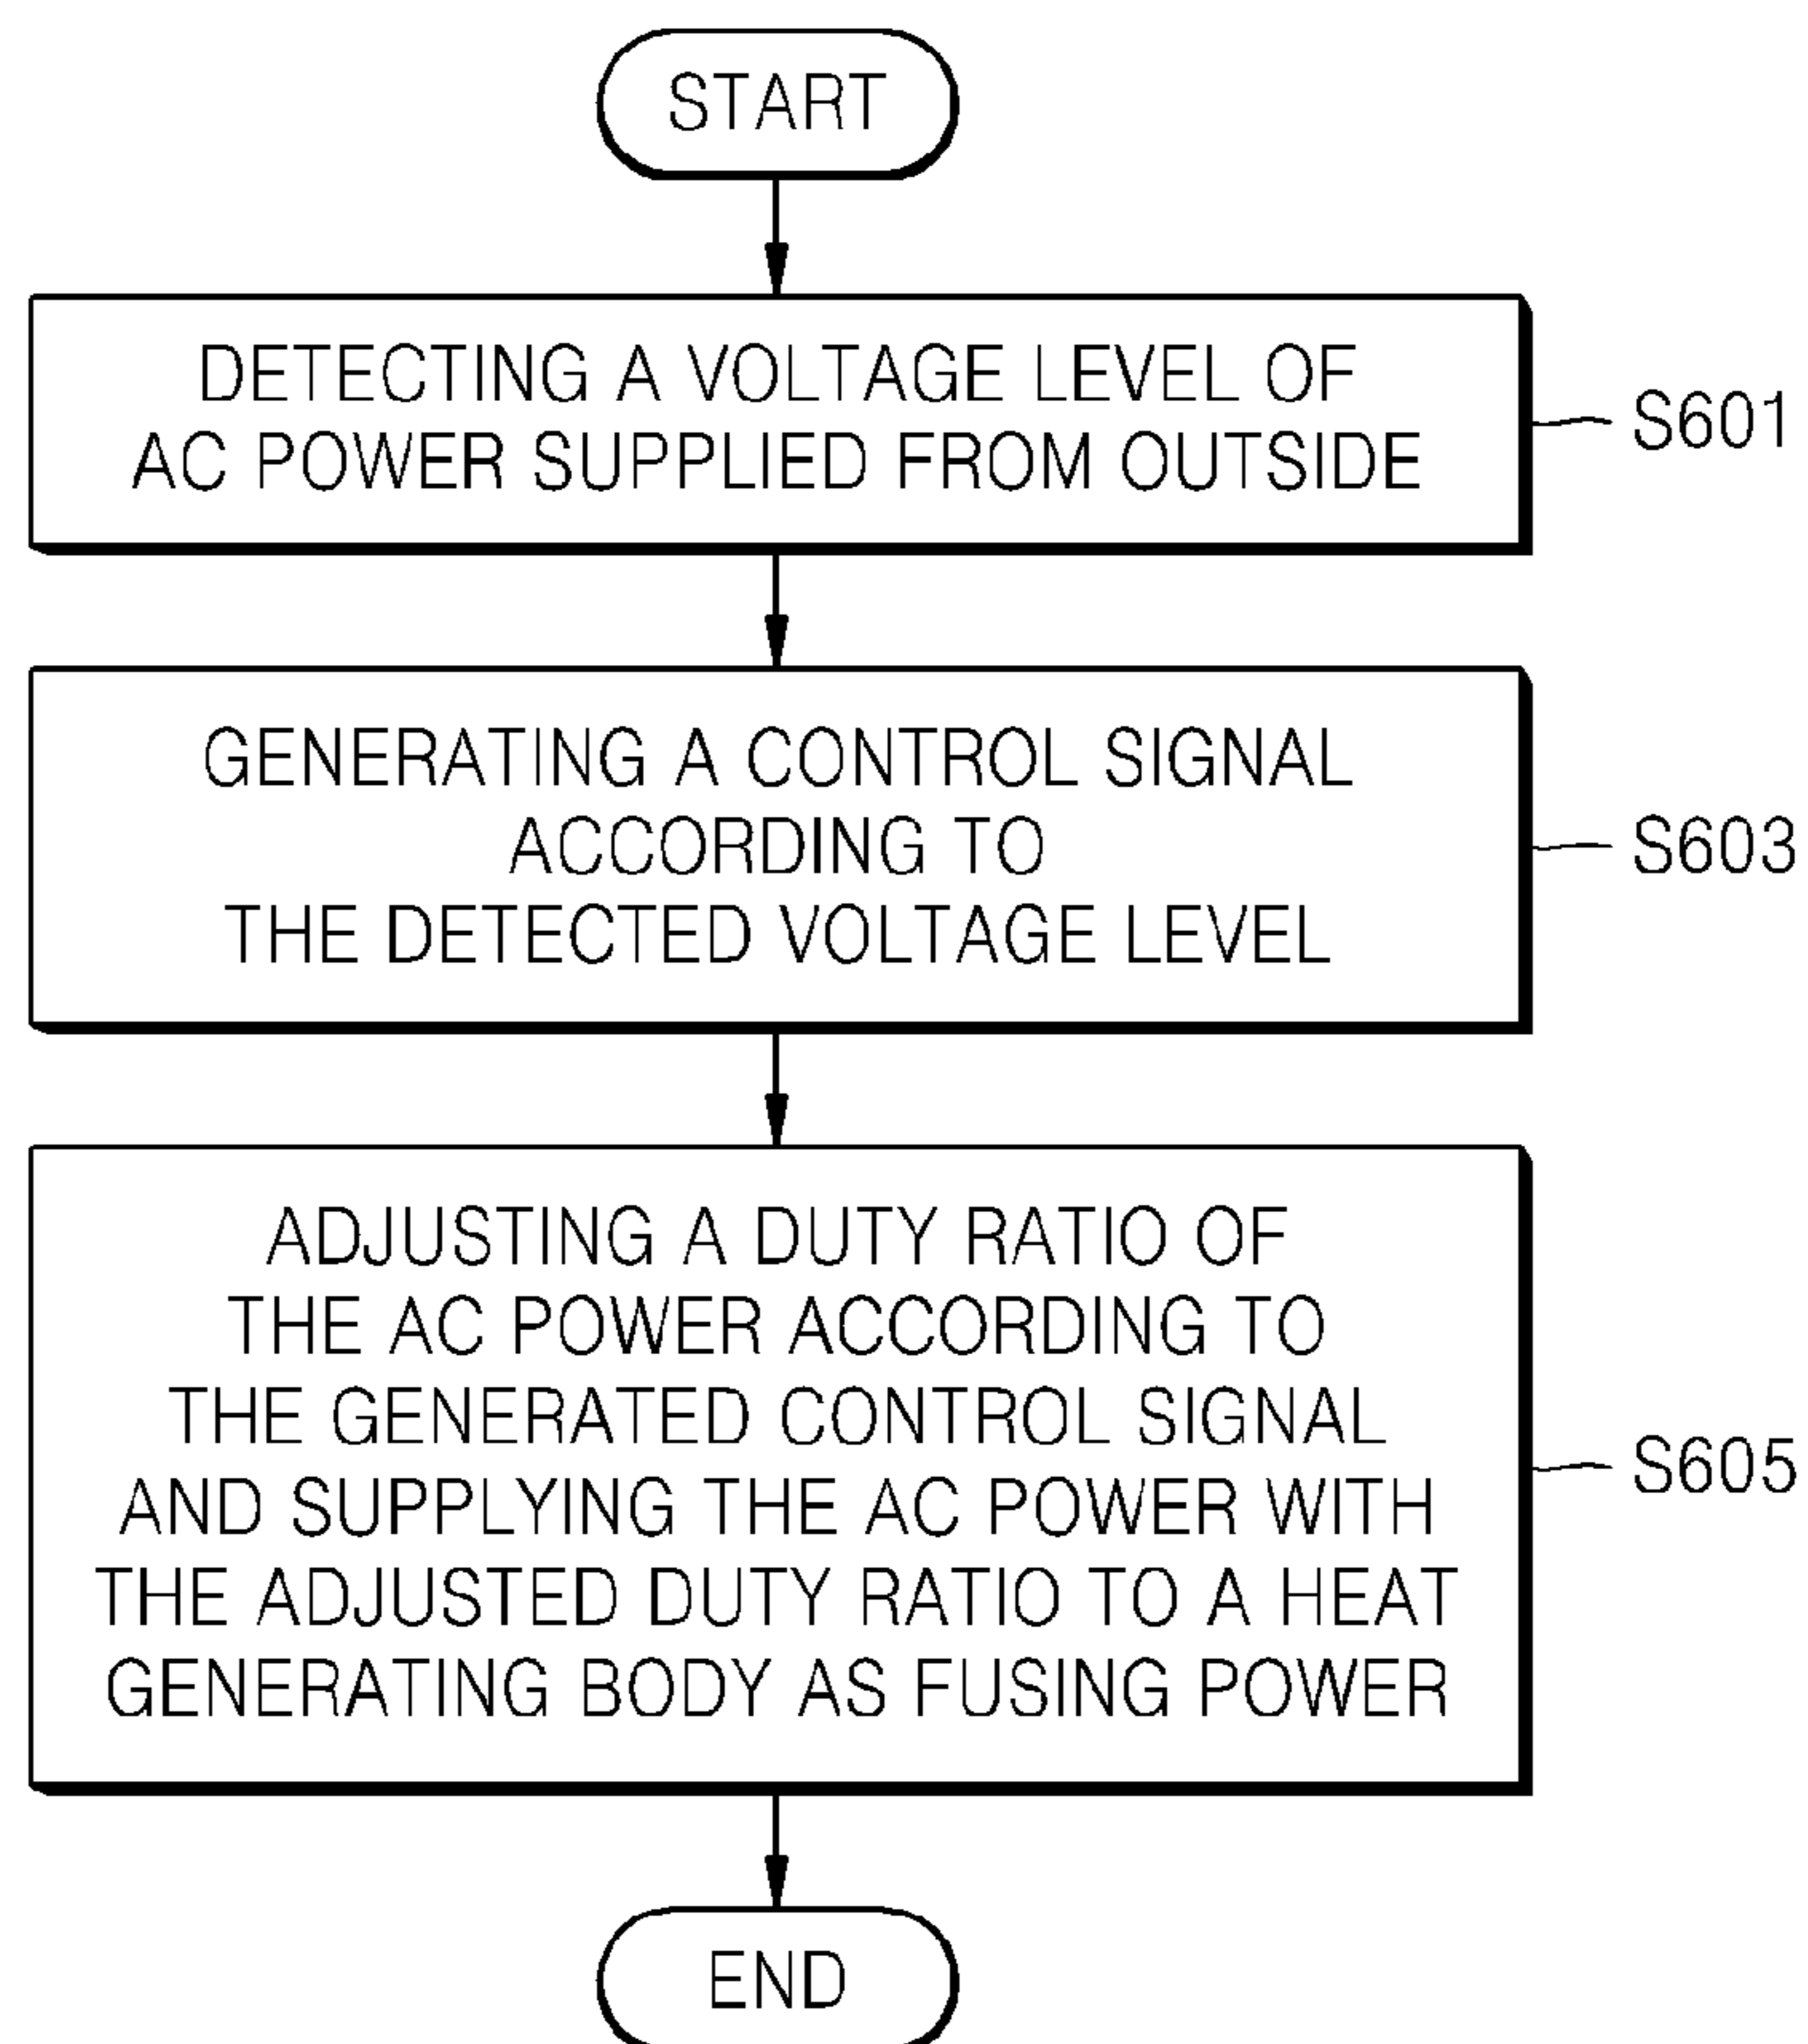 START
DETECTING A VOLTAGE LEVEL OF
AC POWER SUPPLIED FROM OUTSIDE
S601
GENERATING A CONTROL SIGNAL
ACCORDING TO
THE DETECTED VOLTAGE LEVEL
S603
ADJUSTING A DUTY RATIO OF
THE AC POWER ACCORDING TO
THE GENERATED CONTROL SIGNAL
AND SUPPLYING THE AC POWER WITH
THE ADJUSTED DUTY RATIO TO A HEAT
GENERATING BODY AS FUSING POWER
S605
END